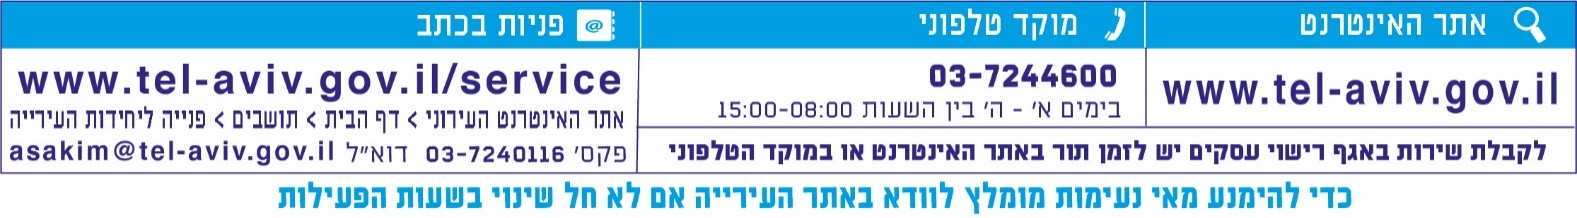 אתר האינטרנט
www.tel-aviv.gov.il
מוקד טלפוני
03-7244600
בימים א' - ה' בין השעות 15:00-08:00
לקבלת שירות באגף רישוי עסקים יש לזמן תור באתר האינטרנט או במוקד הטלפוני
פניות בכתב
www.tel-aviv.gov.il/service
אתר האינטרנט העירוני > דף הבית > תושבים > פנייה ליחידות העירייה
פקס' 03-7240116 דוא"ל asakim@tel-aviv.gov.il
כדי להימנע מאי נעימות מומלץ לוודא באתר העירייה אם לא חל שינוי בשעות הפעילות